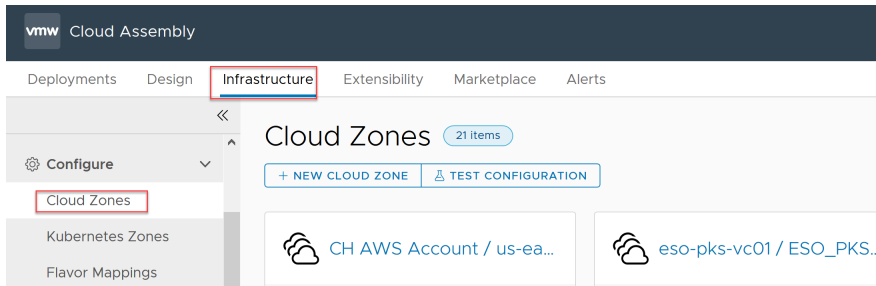 vmw Cloud Assembly
Deployments Design Infrastructure Extensibility Marketplace Alerts
Cloud Zones 21 items
Configure
+ NEW CLOUD ZONE TEST CONFIGURATION
Cloud Zones
Kubernetes Zones
CH AWS Account / us-ea... eso-pks-vc01 / ESO_PKS...
Flavor Mappings